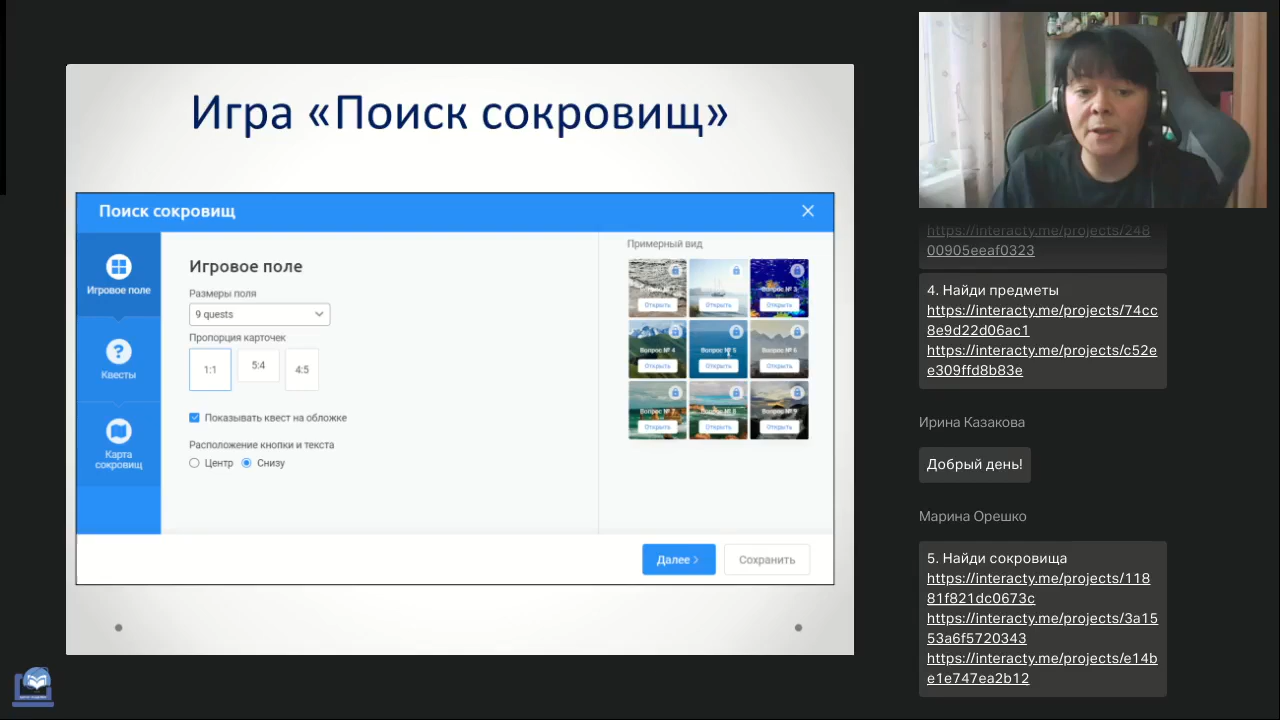 Игра «Поиск сокровищ»
Поиск сокровищ
Игровое поле
Квесты
Карта
сокровищ
Игровое поле
Размеры поля
9 quests
Пропорция карточек
1:1
5:4
4:5
Показывать квест на обложке
Расположение кнопки и текста
Центр
Снизу
Примерный вид
Открыть
Открыть
Вопрос № 3
Открыть
Вопрос № 4
Открыть
Вопрос № 5
Открыть
Вопрос № 6
Открыть
Вопрос № 7
Открыть
Вопрос № 8
Открыть
Вопрос № 9
Открыть
Далее
Сохранить
https://interacty.me/projects/248
00905eeaf0323
4. Найди предметы
https://interacty.me/projects/74cc
8e9d22d06ac1
https://interacty.me/projects/c52e
e309ffd8b83e
Ирина Казакова
Добрый день!
Марина Орешко
5. Найди сокровища
https://interacty.me/projects/118
81f821dc0673c
https://interacty.me/projects/3a15
53a6f5720343
https://interacty.me/projects/e14b
e1e747ea2b12